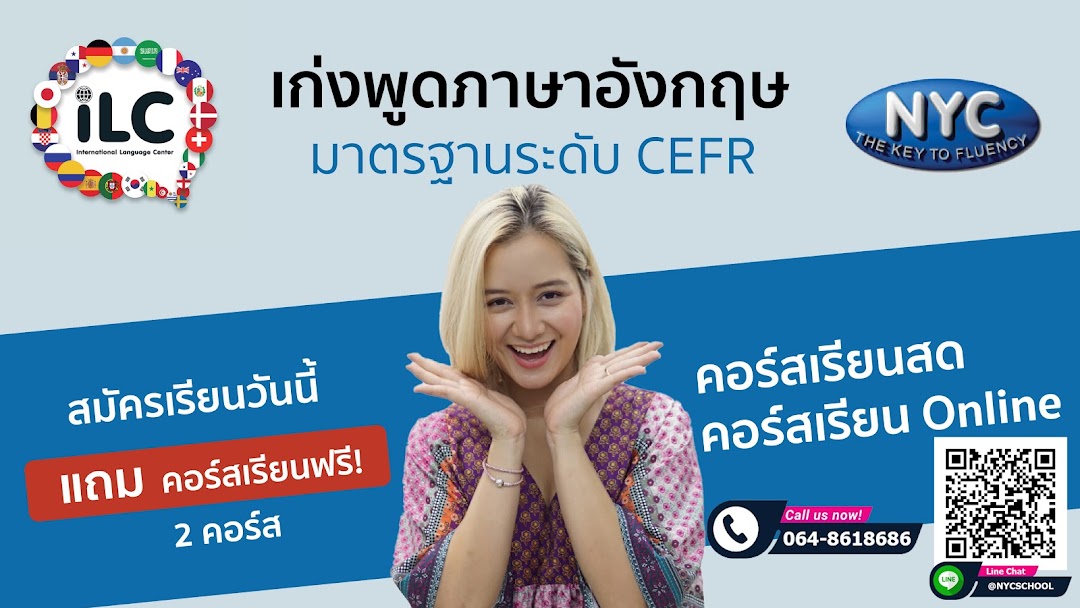 iLC
International Language Center
เก่งพูดภาษาอังกฤษ
มาตรฐานระดับ CEFR
NYC
THE KEY TO FLUENCY
สมัครเรียนวันนี้
แถม คอร์สเรียนฟรี!
2 คอร์ส
คอร์สเรียนสด
คอร์สเรียน Online
Call us now!
064-8618686
LINE
Line Chat
@NYCSCHOOL